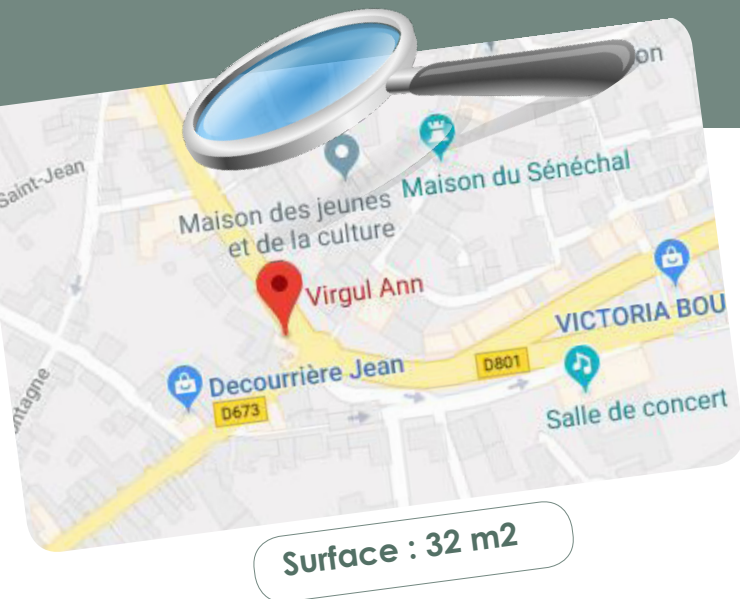 Saint-Jean
Maison du Sénéchal
Maison des jeunes
et de la culture
Virgul Ann
VICTORIA BOU
Decourrière Jean
D801
D673
Salle de concert
Surface : 32 m2